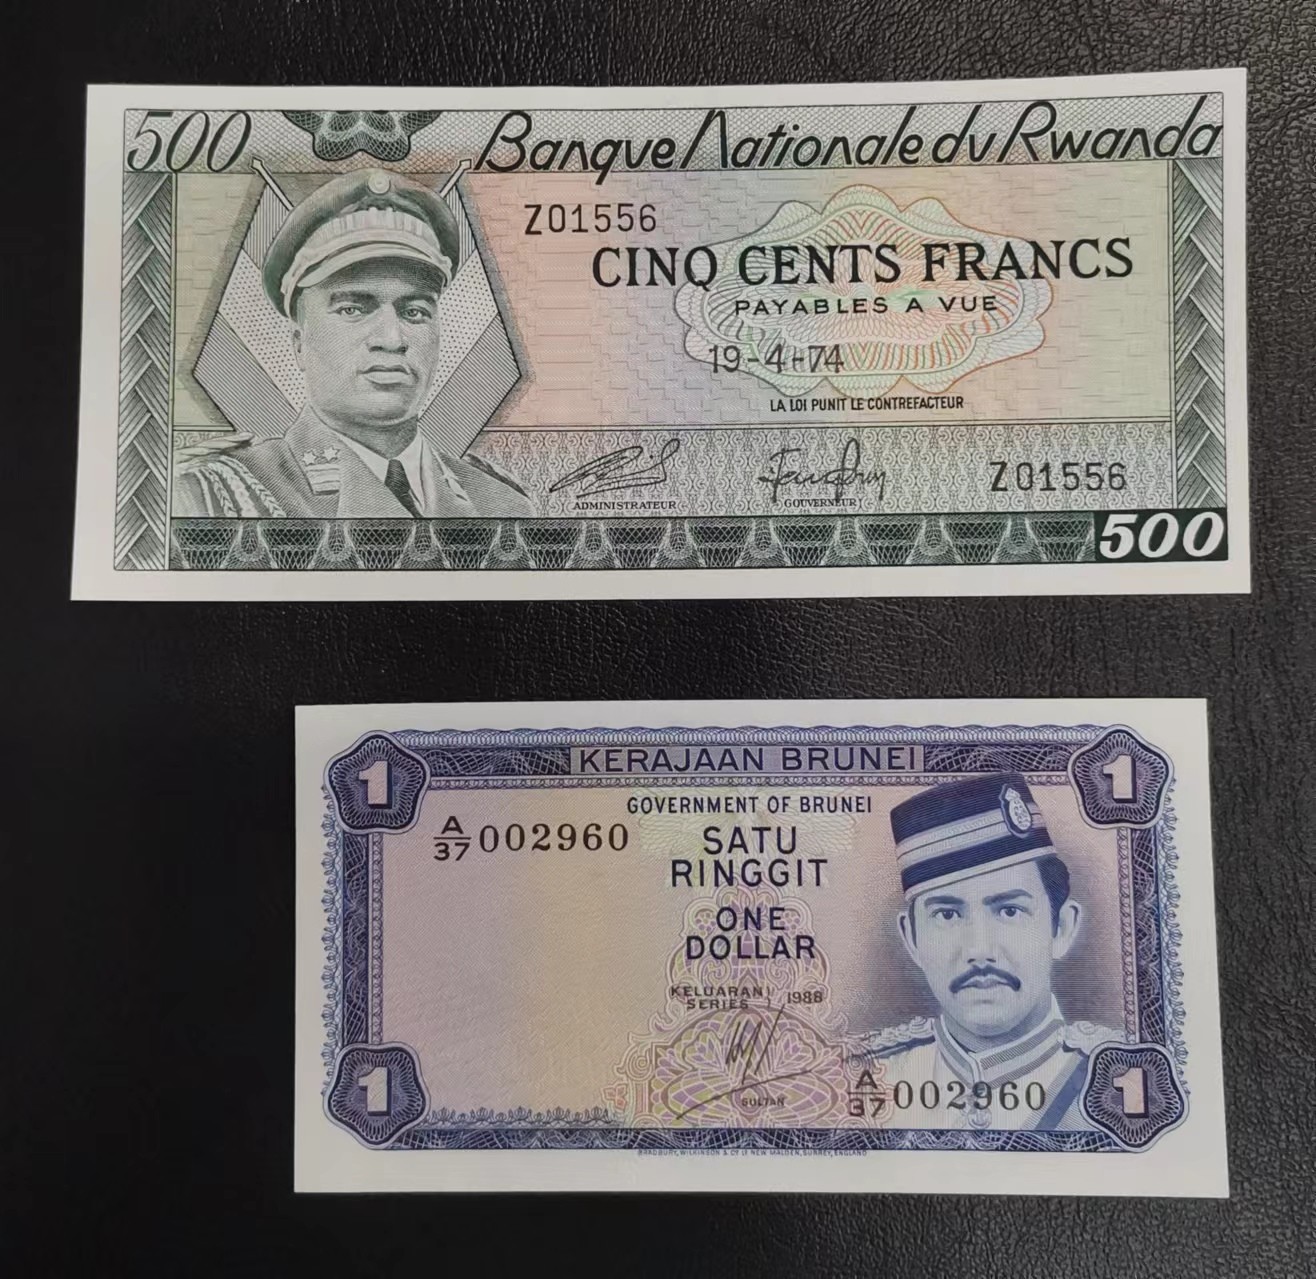 500 Banque Nationale du Rwanda
Z01556
CINQ CENTS FRANCS
PAYABLES A VUE
19-4-74
LA LOI PUNIT LE CONTREFACTEUR
ADMINISTRATEUR GOUVERNEUR
Z01556
500
1 KERAJAAN BRUNEI 1
GOVERNMENT OF BRUNEI
A/37 002960
SATU
RINGGIT
ONE
DOLLAR
KELUARAN
SERIES 1988
SULTAN
A/37 002960
1 1
BRADBURY, WILKINSON & Cº Lº NEW MALDEN, SURREY, ENGLAND